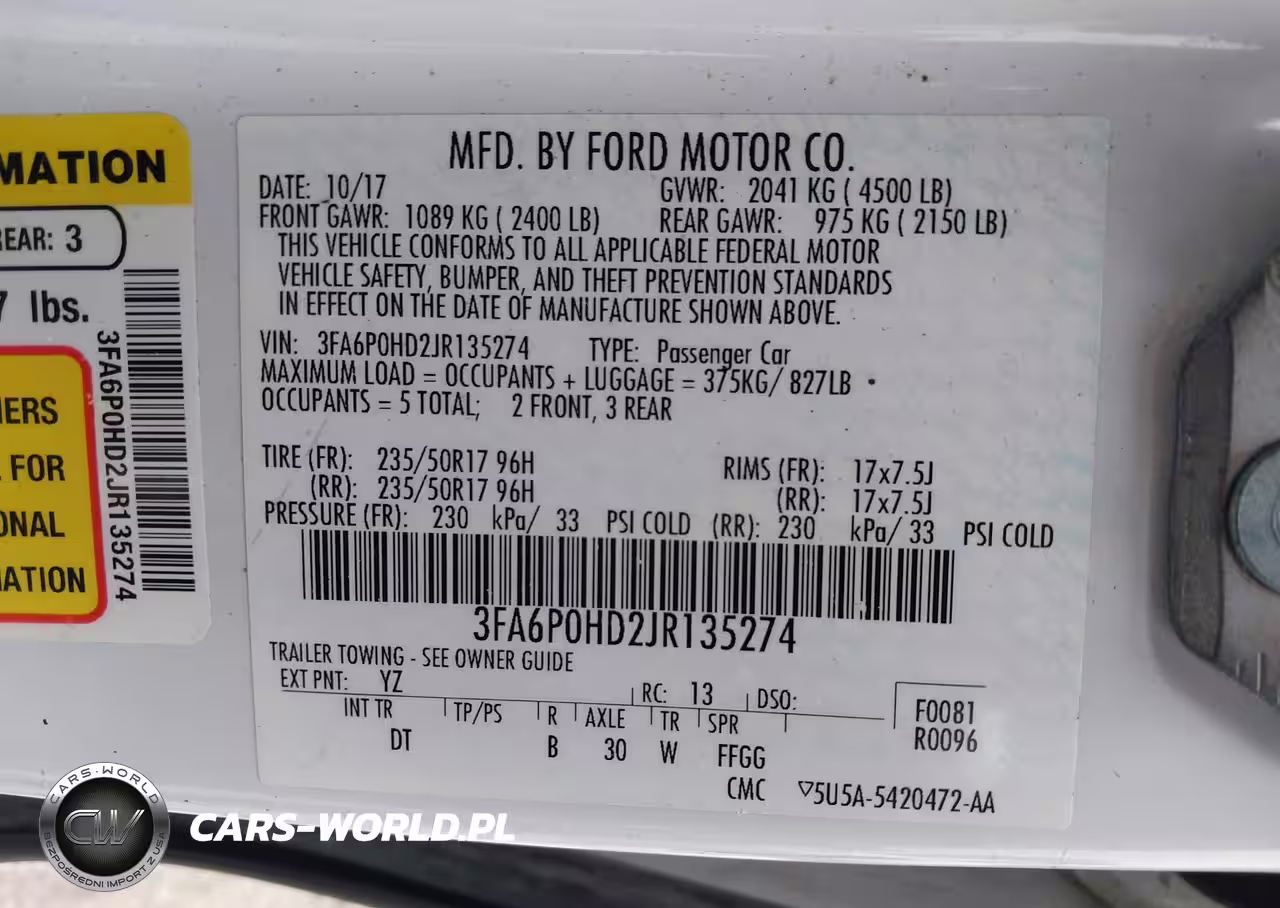 MATION
REAR: 3
7 lbs.
3FA6P0HD2JR135274
IERS
FOR
ONAL
MATION
MFD. BY FORD MOTOR CO.
DATE: 10/17 GVWR: 2041 KG ( 4500 LB)
FRONT GAWR: 1089 KG ( 2400 LB) REAR GAWR: 975 KG ( 2150 LB)
THIS VEHICLE CONFORMS TO ALL APPLICABLE FEDERAL MOTOR
VEHICLE SAFETY, BUMPER, AND THEFT PREVENTION STANDARDS
IN EFFECT ON THE DATE OF MANUFACTURE SHOWN ABOVE.
VIN: 3FA6P0HD2JR135274 TYPE: Passenger Car
MAXIMUM LOAD = OCCUPANTS + LUGGAGE = 375KG/ 827LB
OCCUPANTS = 5 TOTAL; 2 FRONT, 3 REAR
TIRE (FR): 235/50R17 96H RIMS (FR): 17x7.5J
(RR): 235/50R17 96H (RR): 17x7.5J
PRESSURE (FR): 230 kPa/ 33 PSI COLD (RR): 230 kPa/ 33 PSI COLD
3FA6P0HD2JR135274
TRAILER TOWING - SEE OWNER GUIDE
EXT PNT: YZ RC: 13 DSO:
INT TR TP/PS R AXLE TR SPR F0081
DT B 30 W FFGG R0096
CMC ▽5U5A-5420472-AA
CARS-WORLD
CW
BEZPOŚREDNI IMPORT Z USA
CARS-WORLD.PL